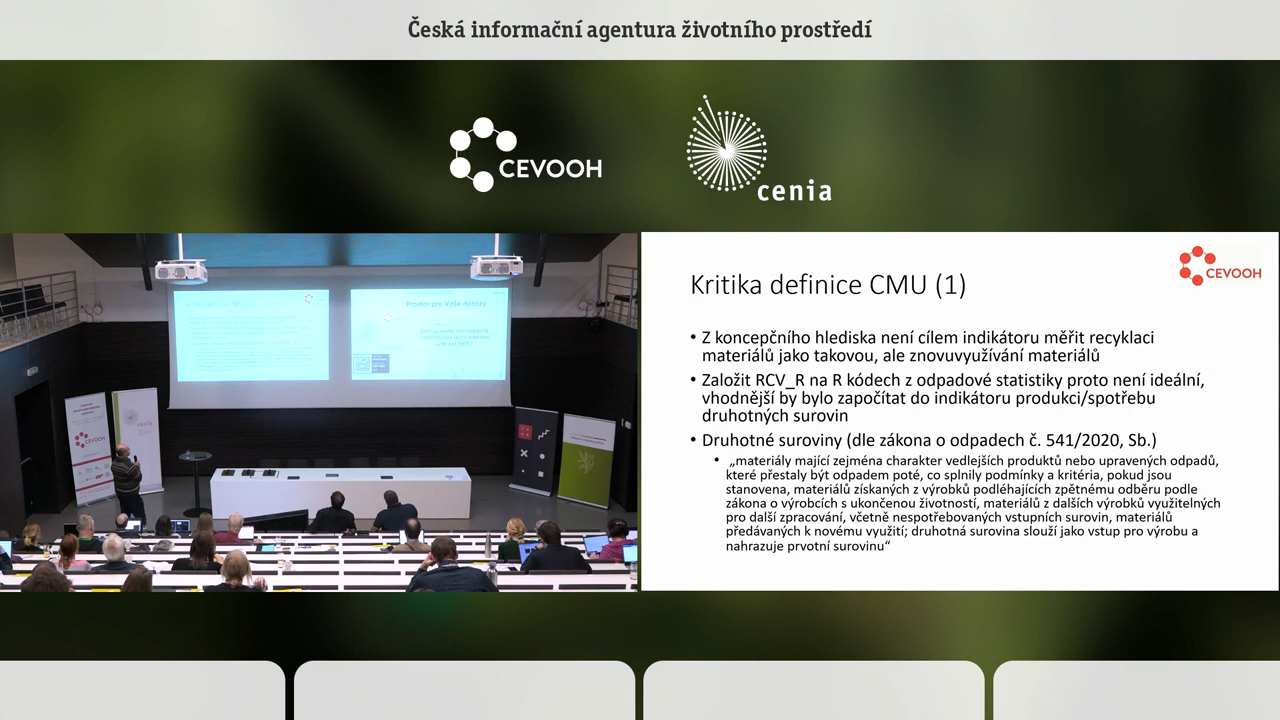 Česká informační agentura životního prostředí
CEVOOH
cenia
Prostor pro Vaše dotazy
CEVOOH
cenia
CEVOOH
Kritika definice CMU (1)
• Z koncepčního hlediska není cílem indikátoru měřit recyklaci
materiálů jako takovou, ale znovuvyužívání materiálů
• Založit RCV_R na R kódech z odpadové statistiky proto není ideální,
vhodnější by bylo započítat do indikátoru produkci/spotřebu
druhotných surovin
• Druhotné suroviny (dle zákona o odpadech č. 541/2020, Sb.)
• „materiály mající zejména charakter vedlejších produktů nebo upravených odpadů,
které přestaly být odpadem poté, co splnily podmínky a kritéria, pokud jsou
stanovena, materiálů získaných z výrobků podléhajících zpětnému odběru podle
zákona o výrobcích s ukončenou životností, materiálů z dalších výrobků využitelných
pro další zpracování, včetně nespotřebovaných vstupních surovin, materiálů
předávaných k novému využití; druhotná surovina slouží jako vstup pro výrobu a
nahrazuje prvotní surovinu“